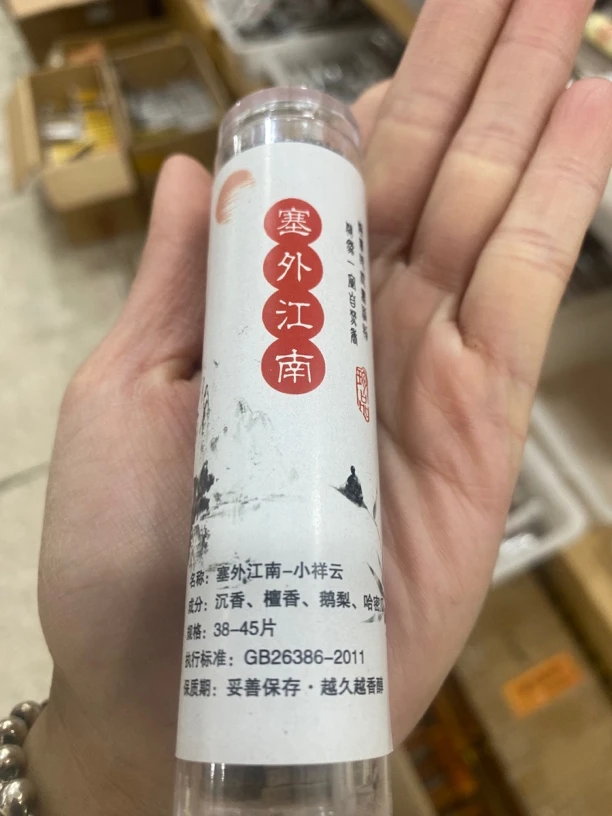 塞外江南
名称：塞外江南-小祥云
成分：沉香、檀香、鹅梨、哈密瓜
规格：38-45片
执行标准：GB26386-2011
保质期：妥善保存·越久越香醇